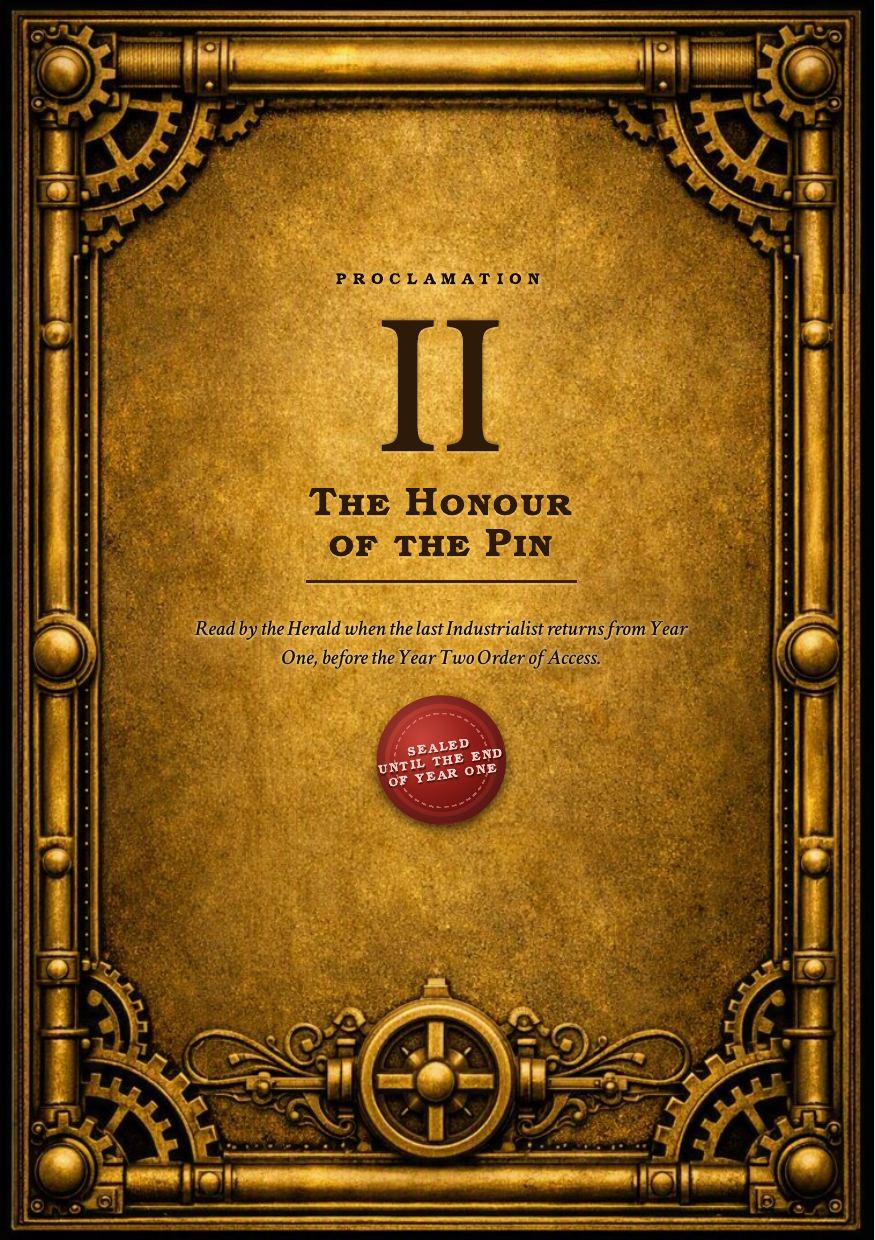 PROCLAMATION
II
THE HONOUR
OF THE PIN
Read by the Herald when the last Industrialist returns from Year
One, before the Year Two Order of Access.
SEALED
UNTIL THE END
OF YEAR ONE